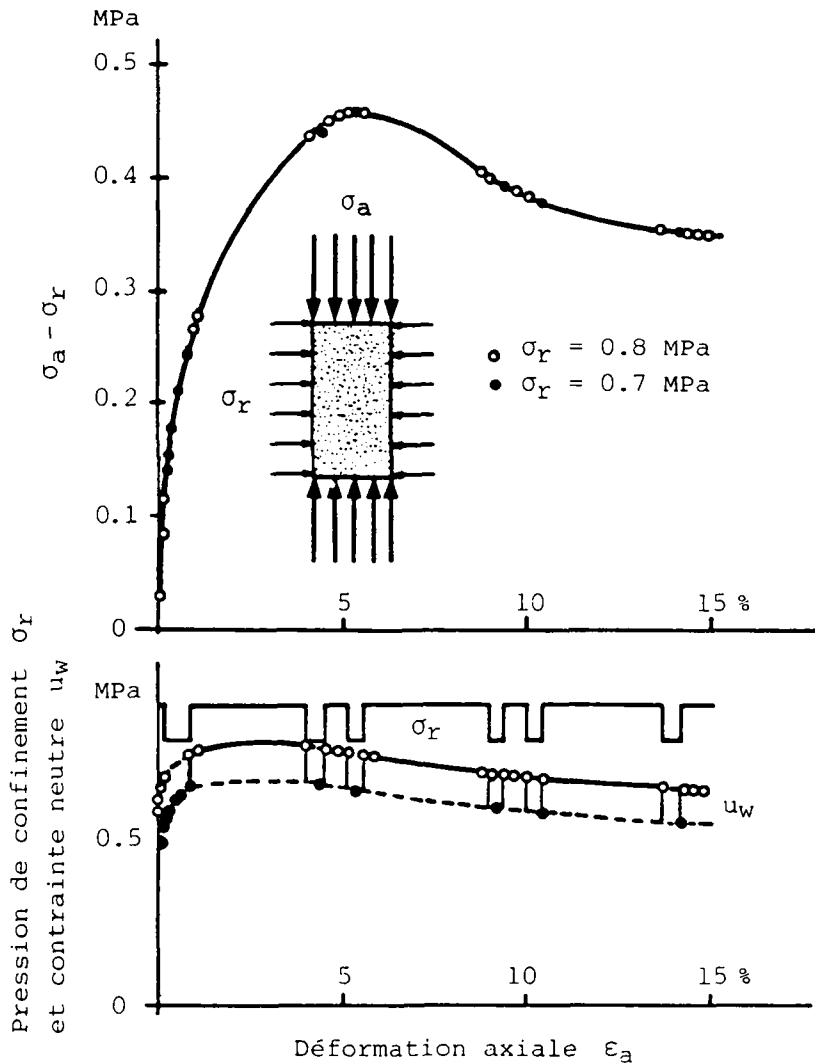 MPa
0.5
0.4
σa - σr
0.3
0.2
0.1
0
σa
σr
σr = 0.8 MPa
σr = 0.7 MPa
5
10
15 %
Pression de confinement σr
et contrainte neutre uw
MPa
σr
uw
0.5
5
10
15 %
0
Déformation axiale εa